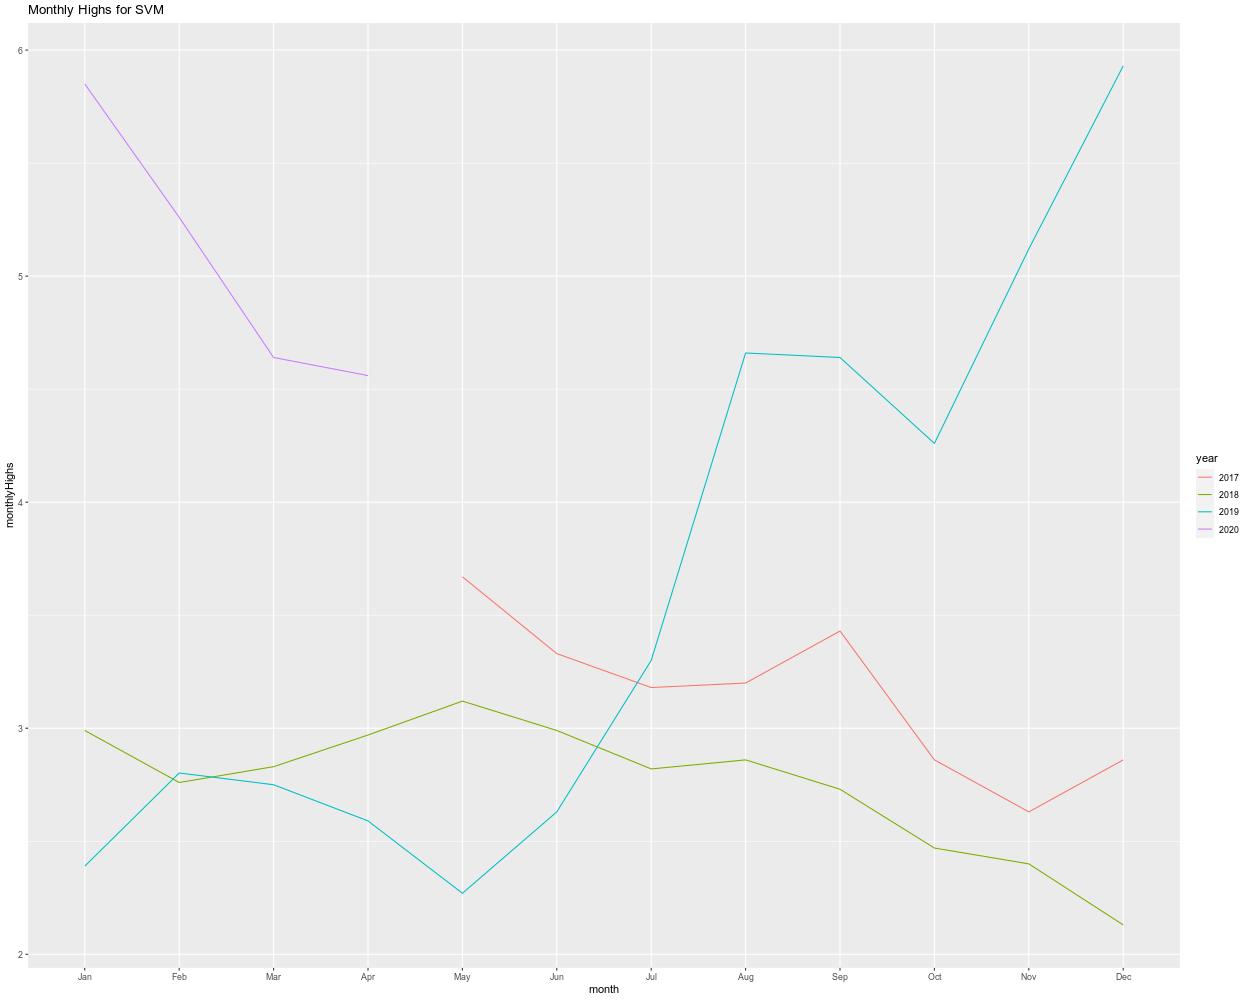 Monthly Highs for SVM
6
5
4
3
2
monthlyHighs
Jan Feb Mar Apr May Jun Jul Aug Sep Oct Nov Dec
month
year
2017
2018
2019
2020